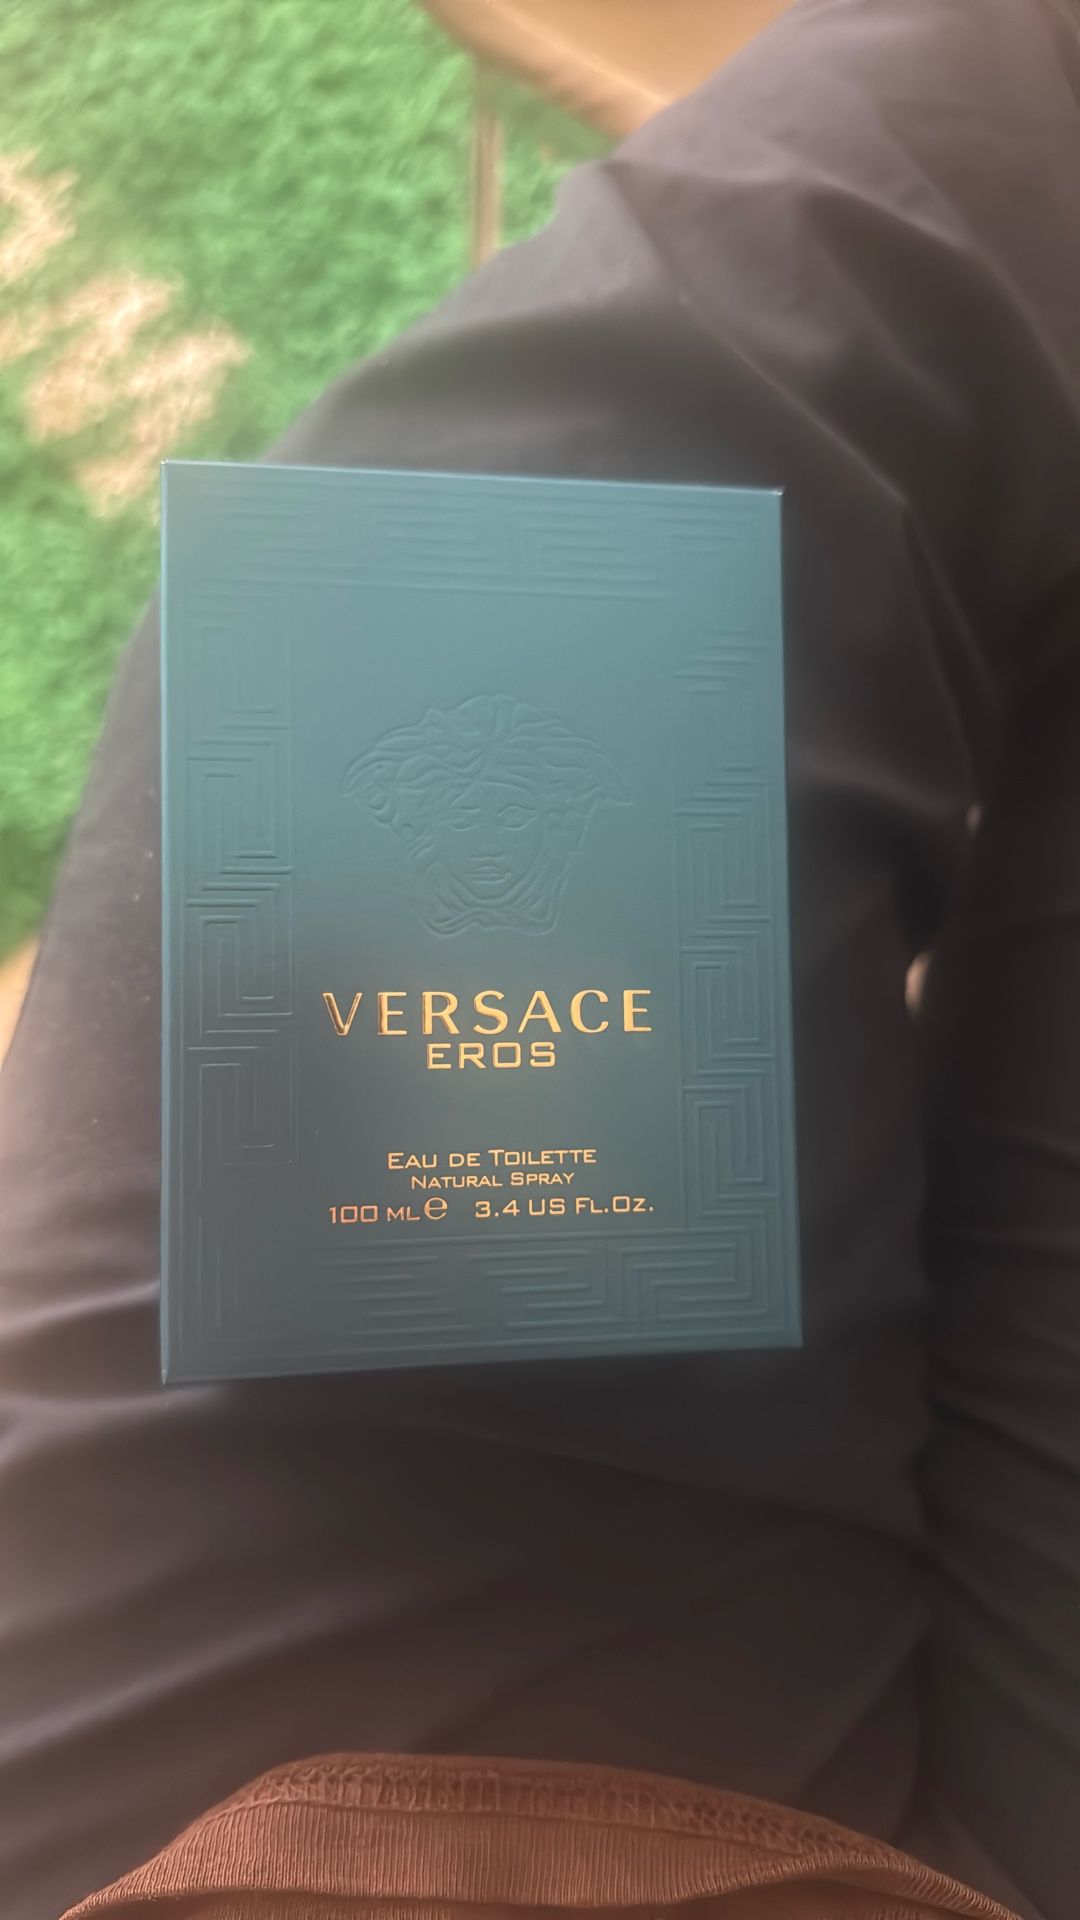 VERSACE
EROS
EAU DE TOILETTE
NATURAL SPRAY
100 ML ℮ 3.4 US FL.OZ.